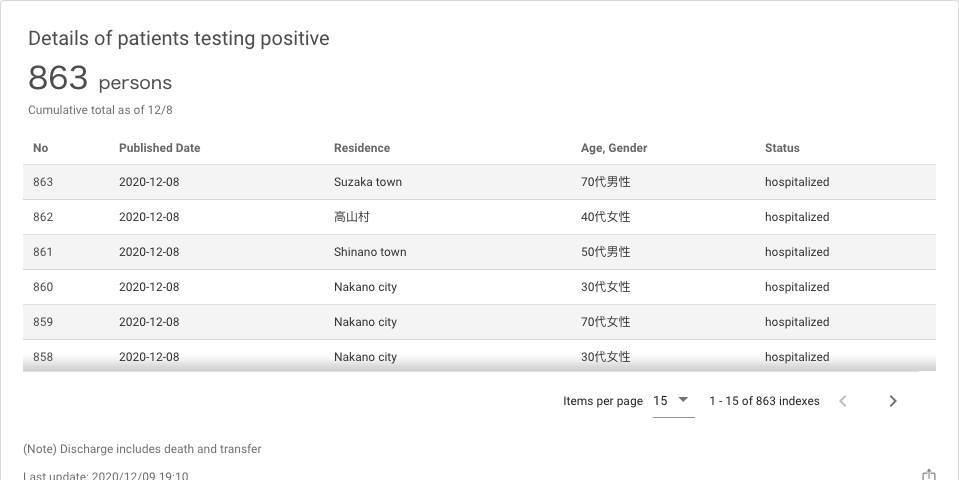 Details of patients testing positive
863 persons
Cumulative total as of 12/8
No Published Date Residence Age, Gender Status
863 2020-12-08 Suzaka town 70代男性 hospitalized
862 2020-12-08 高山村 40代女性 hospitalized
861 2020-12-08 Shinano town 50代男性 hospitalized
860 2020-12-08 Nakano city 30代女性 hospitalized
859 2020-12-08 Nakano city 70代女性 hospitalized
858 2020-12-08 Nakano city 30代女性 hospitalized
Items per page 15 1 - 15 of 863 indexes
(Note) Discharge includes death and transfer
Last update: 2020/12/09 19:10